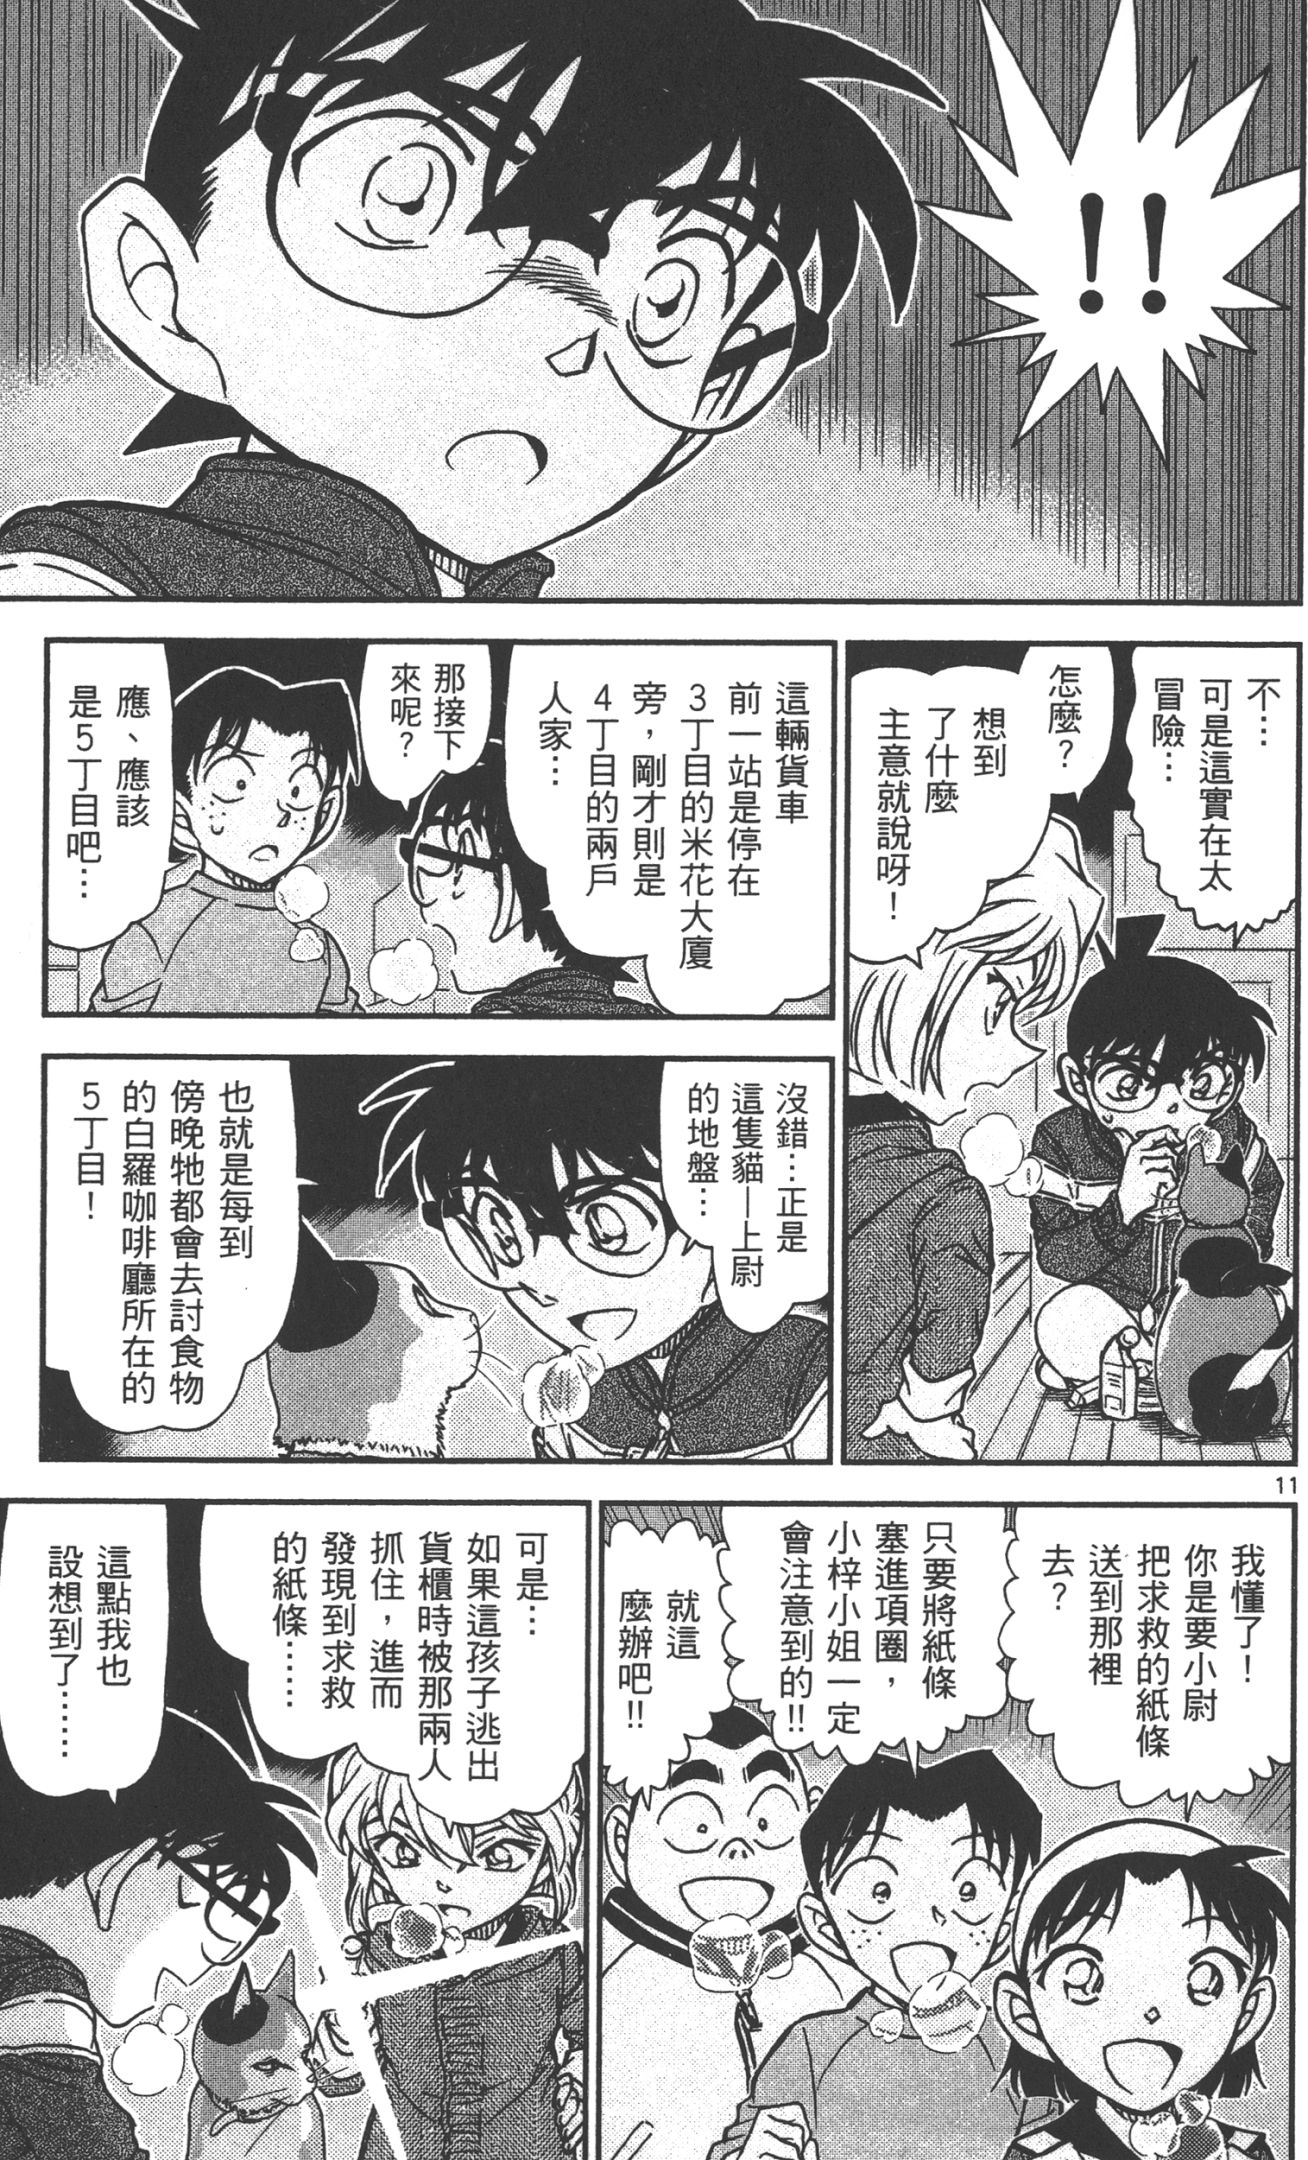 !!
不…
可是這實在太
冒險…
怎麼？
想到
了什麼
主意就說呀！
這輛貨車
前一站是停在
3丁目的米花大廈
旁，剛才則是
4丁目的兩戶
人家…
那接下
來呢？
應、應該
是5丁目吧…
沒錯…正是
這隻貓—上尉
的地盤…
也就是每到
傍晚牠都會去討食物
的白羅咖啡廳所在的
5丁目！
11
我懂了！
你是要小尉
把求救的紙條
送到那裡
去？
只要將紙條
塞進項圈，
小梓小姐一定
會注意到的!!
就這
麼辦吧!!
可是…
如果這孩子逃出
貨櫃時被那兩人
抓住，進而
發現到求救
的紙條……
這點我也
設想到了……